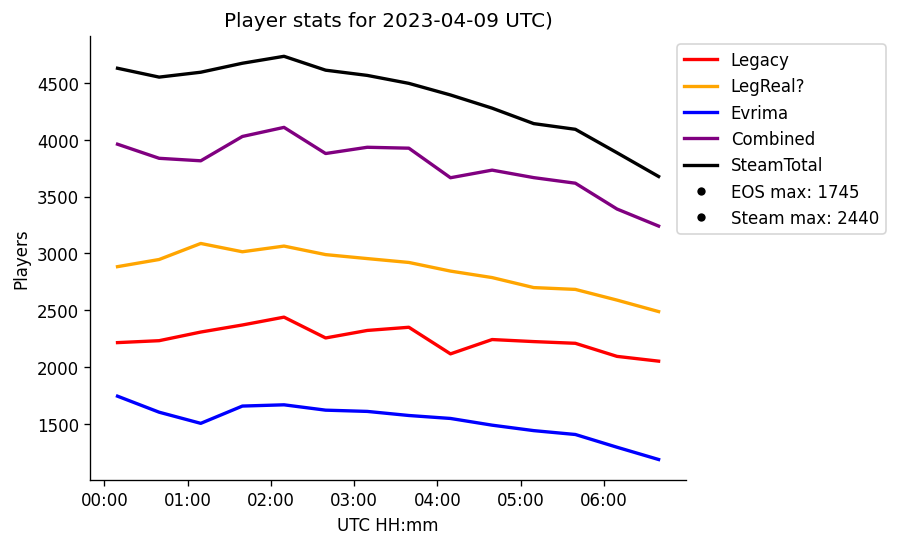 Player stats for 2023-04-09 UTC)
Legacy
LegReal?
Evrima
Combined
SteamTotal
EOS max: 1745
Steam max: 2440
Players
4500
4000
3500
3000
2500
2000
1500
00:00 01:00 02:00 03:00 04:00 05:00 06:00
UTC HH:mm